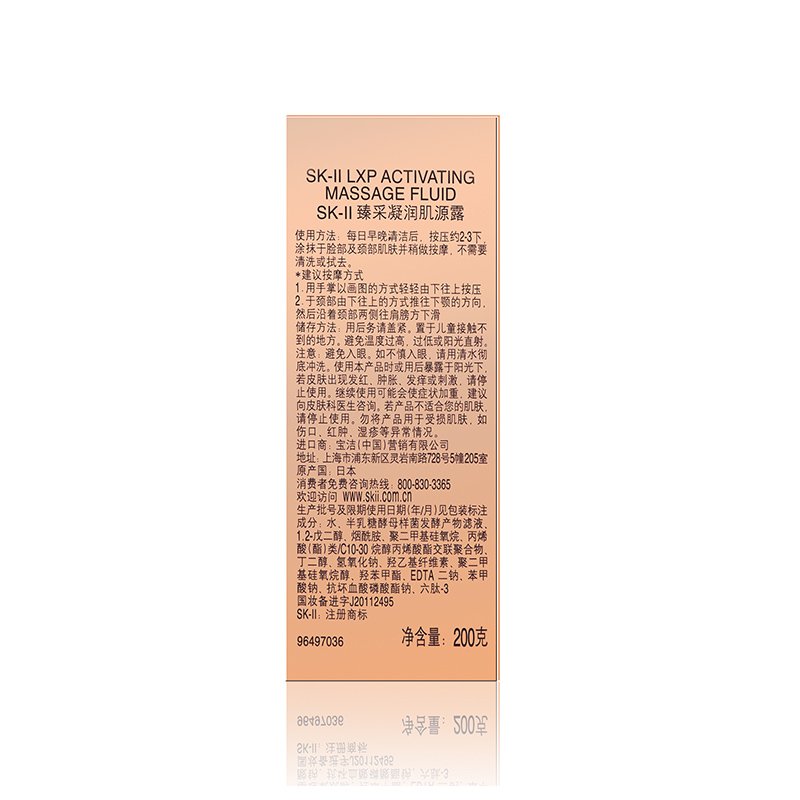 SK-II LXP ACTIVATING
MASSAGE FLUID
SK-II 臻采凝润肌源露
使用方法：每日早晚清洁后，按压约2-3下，
涂抹于脸部及颈部肌肤并稍做按摩，不需要
清洗或拭去。
*建议按摩方式
1. 用手掌以画图的方式轻轻由下往上按压
2. 于颈部由下往上的方式推往下颚的方向，
然后沿着颈部两侧往肩膀方下滑
储存方法：用后务请盖紧。置于儿童接触不
到的地方。避免温度过高，过低或阳光直射。
注意：避免入眼。如不慎入眼，请用清水彻
底冲洗。使用本产品时或用后暴露于阳光下，
若皮肤出现发红、肿胀、发痒或刺激，请停
止使用。继续使用可能会使症状加重，建议
向皮肤科医生咨询。若产品不适合您的肌肤，
请停止使用。勿将产品用于受损肌肤，如
伤口、红肿、湿疹等异常情况。
进口商：宝洁(中国)营销有限公司
地址：上海市浦东新区灵岩南路728号5幢205室
原产国：日本
消费者免费咨询热线：800-830-3365
欢迎访问 www.skii.com.cn
生产批号及限期使用日期(年/月)见包装标注
成分：水、半乳糖酵母样菌发酵产物滤液、
1.2-戊二醇、烟酰胺、聚二甲基硅氧烷、丙烯
酸(酯)类/C10-30 烷醇丙烯酸酯交联聚合物、
丁二醇、氢氧化钠、羟乙基纤维素、聚二甲
基硅氧烷醇、羟苯甲酯、EDTA 二钠、苯甲
酸钠、抗坏血酸磷酸酯钠、六肽-3
国妆备进字J20112495
SK-II：注册商标
96497036 净含量：200克